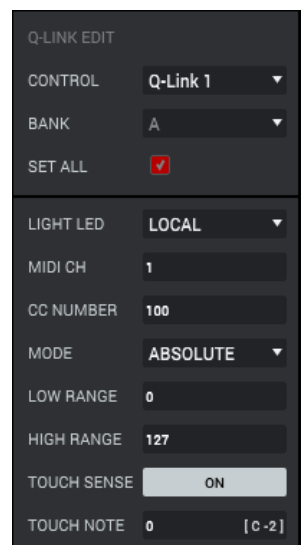 Q-LINK EDIT
CONTROL Q-Link 1
BANK A
SET ALL
LIGHT LED LOCAL
MIDI CH 1
CC NUMBER 100
MODE ABSOLUTE
LOW RANGE 0
HIGH RANGE 127
TOUCH SENSE ON
TOUCH NOTE 0 [ C -2 ]